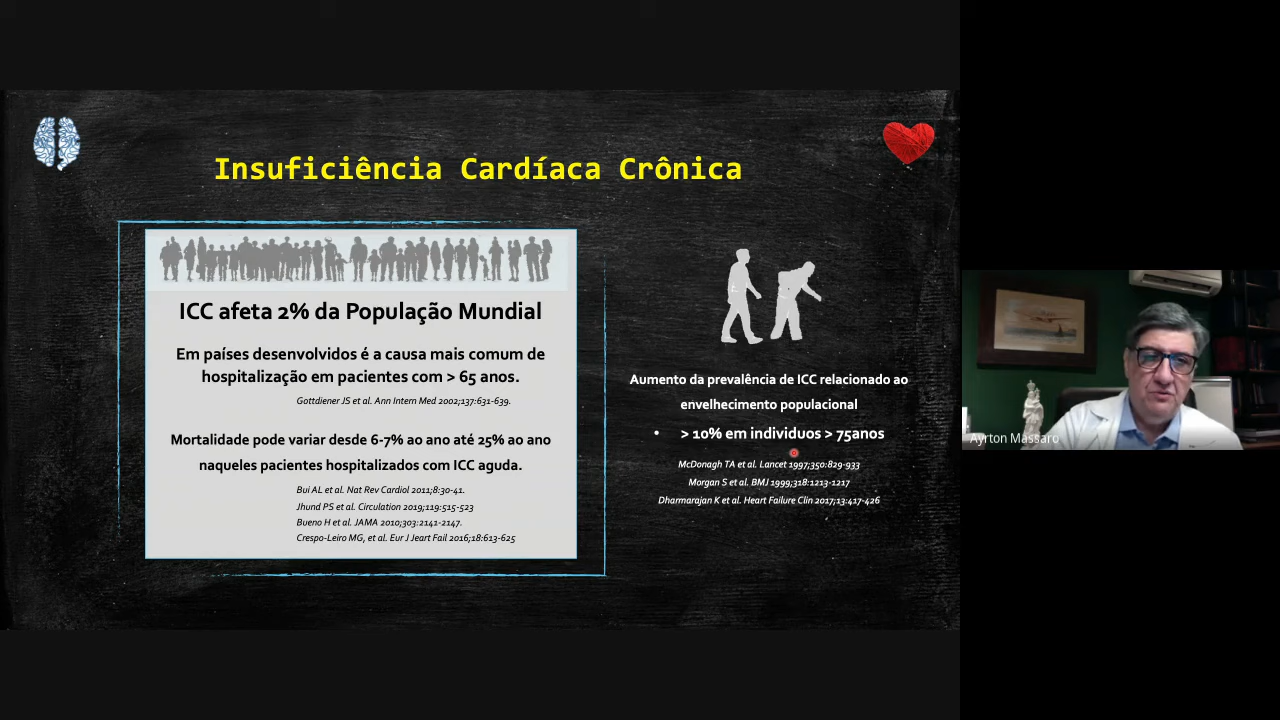 Insuficiência Cardíaca Crônica
ICC afeta 2% da População Mundial
Em países desenvolvidos é a causa mais comum de
hospitalização em pacientes com > 65 anos.
Gottdiener JS et al. Ann Intern Med 2002;137:631-639.
Mortalidade pode variar desde 6-7% ao ano até 25% ao ano
naqueles pacientes hospitalizados com ICC aguda.
Bui AL et al. Nat Rev Cardiol 2011;8:30-41.
Jhund PS et al. Circulation 2019;119:515-523
Bueno H et al. JAMA 2010;303:2141-2147.
Crespo-Leiro MG, et al. Eur J Jeart Fail 2016;18:613-625
Aumento da prevalência de ICC relacionado ao
envelhecimento populacional
• > 10% em individuos > 75anos
McDonagh TA et al. Lancet 1997;350:829-933
Morgan S et al. BMJ 1999;318:1213-1217
Dharmarajan K et al. Heart Failure Clin 2017;13:417-426
Ayrton Massaro